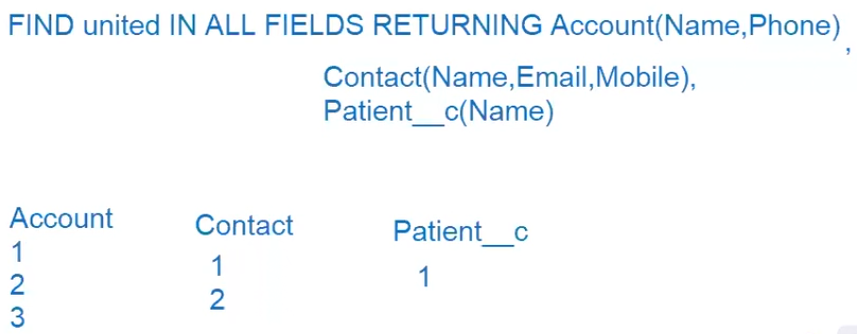 FIND united IN ALL FIELDS RETURNING Account(Name,Phone) ,
Contact(Name,Email,Mobile),
Patient__c(Name)
Account
1
2
3
Contact
1
2
Patient__c
1